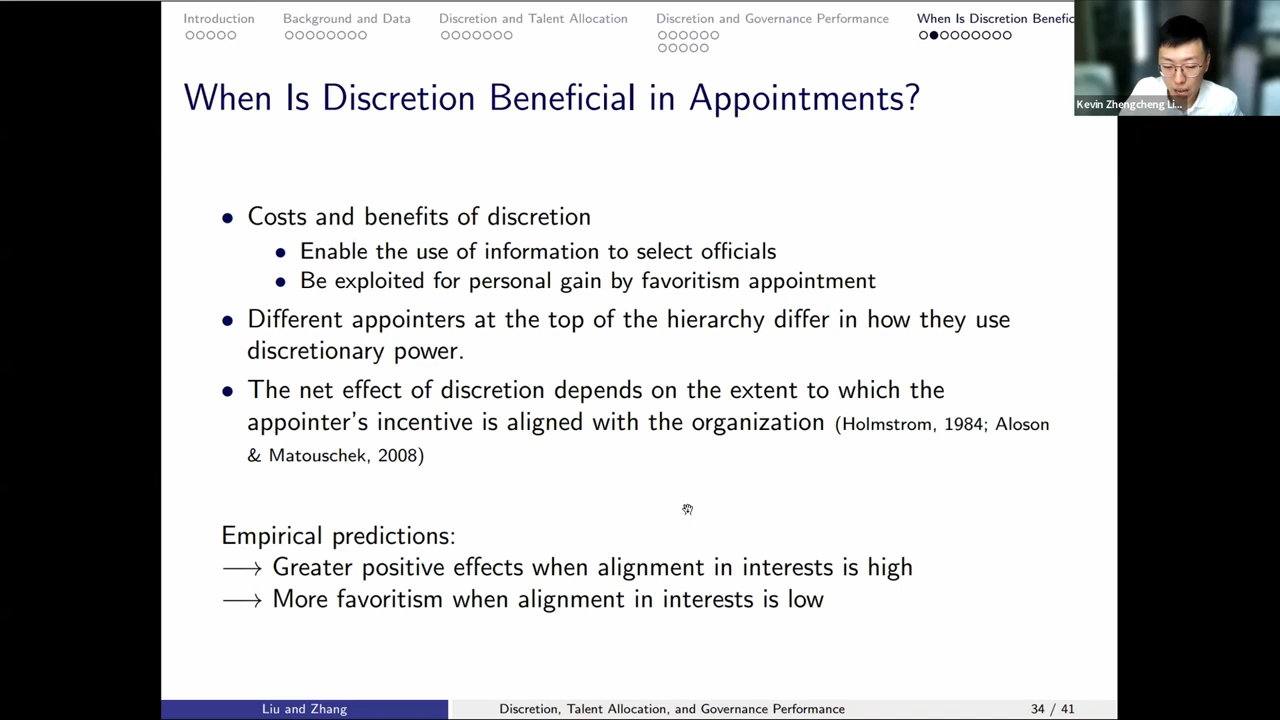 Introduction
Background and Data
Discretion and Talent Allocation
Discretion and Governance Performance
When Is Discretion Benefic
Kevin Zhengcheng Li...
When Is Discretion Beneficial in Appointments?
• Costs and benefits of discretion
• Enable the use of information to select officials
• Be exploited for personal gain by favoritism appointment
• Different appointers at the top of the hierarchy differ in how they use
discretionary power.
• The net effect of discretion depends on the extent to which the
appointer's incentive is aligned with the organization (Holmstrom, 1984; Aloson
& Matouschek, 2008)
Empirical predictions:
⟶ Greater positive effects when alignment in interests is high
⟶ More favoritism when alignment in interests is low
Liu and Zhang
Discretion, Talent Allocation, and Governance Performance
34 / 41